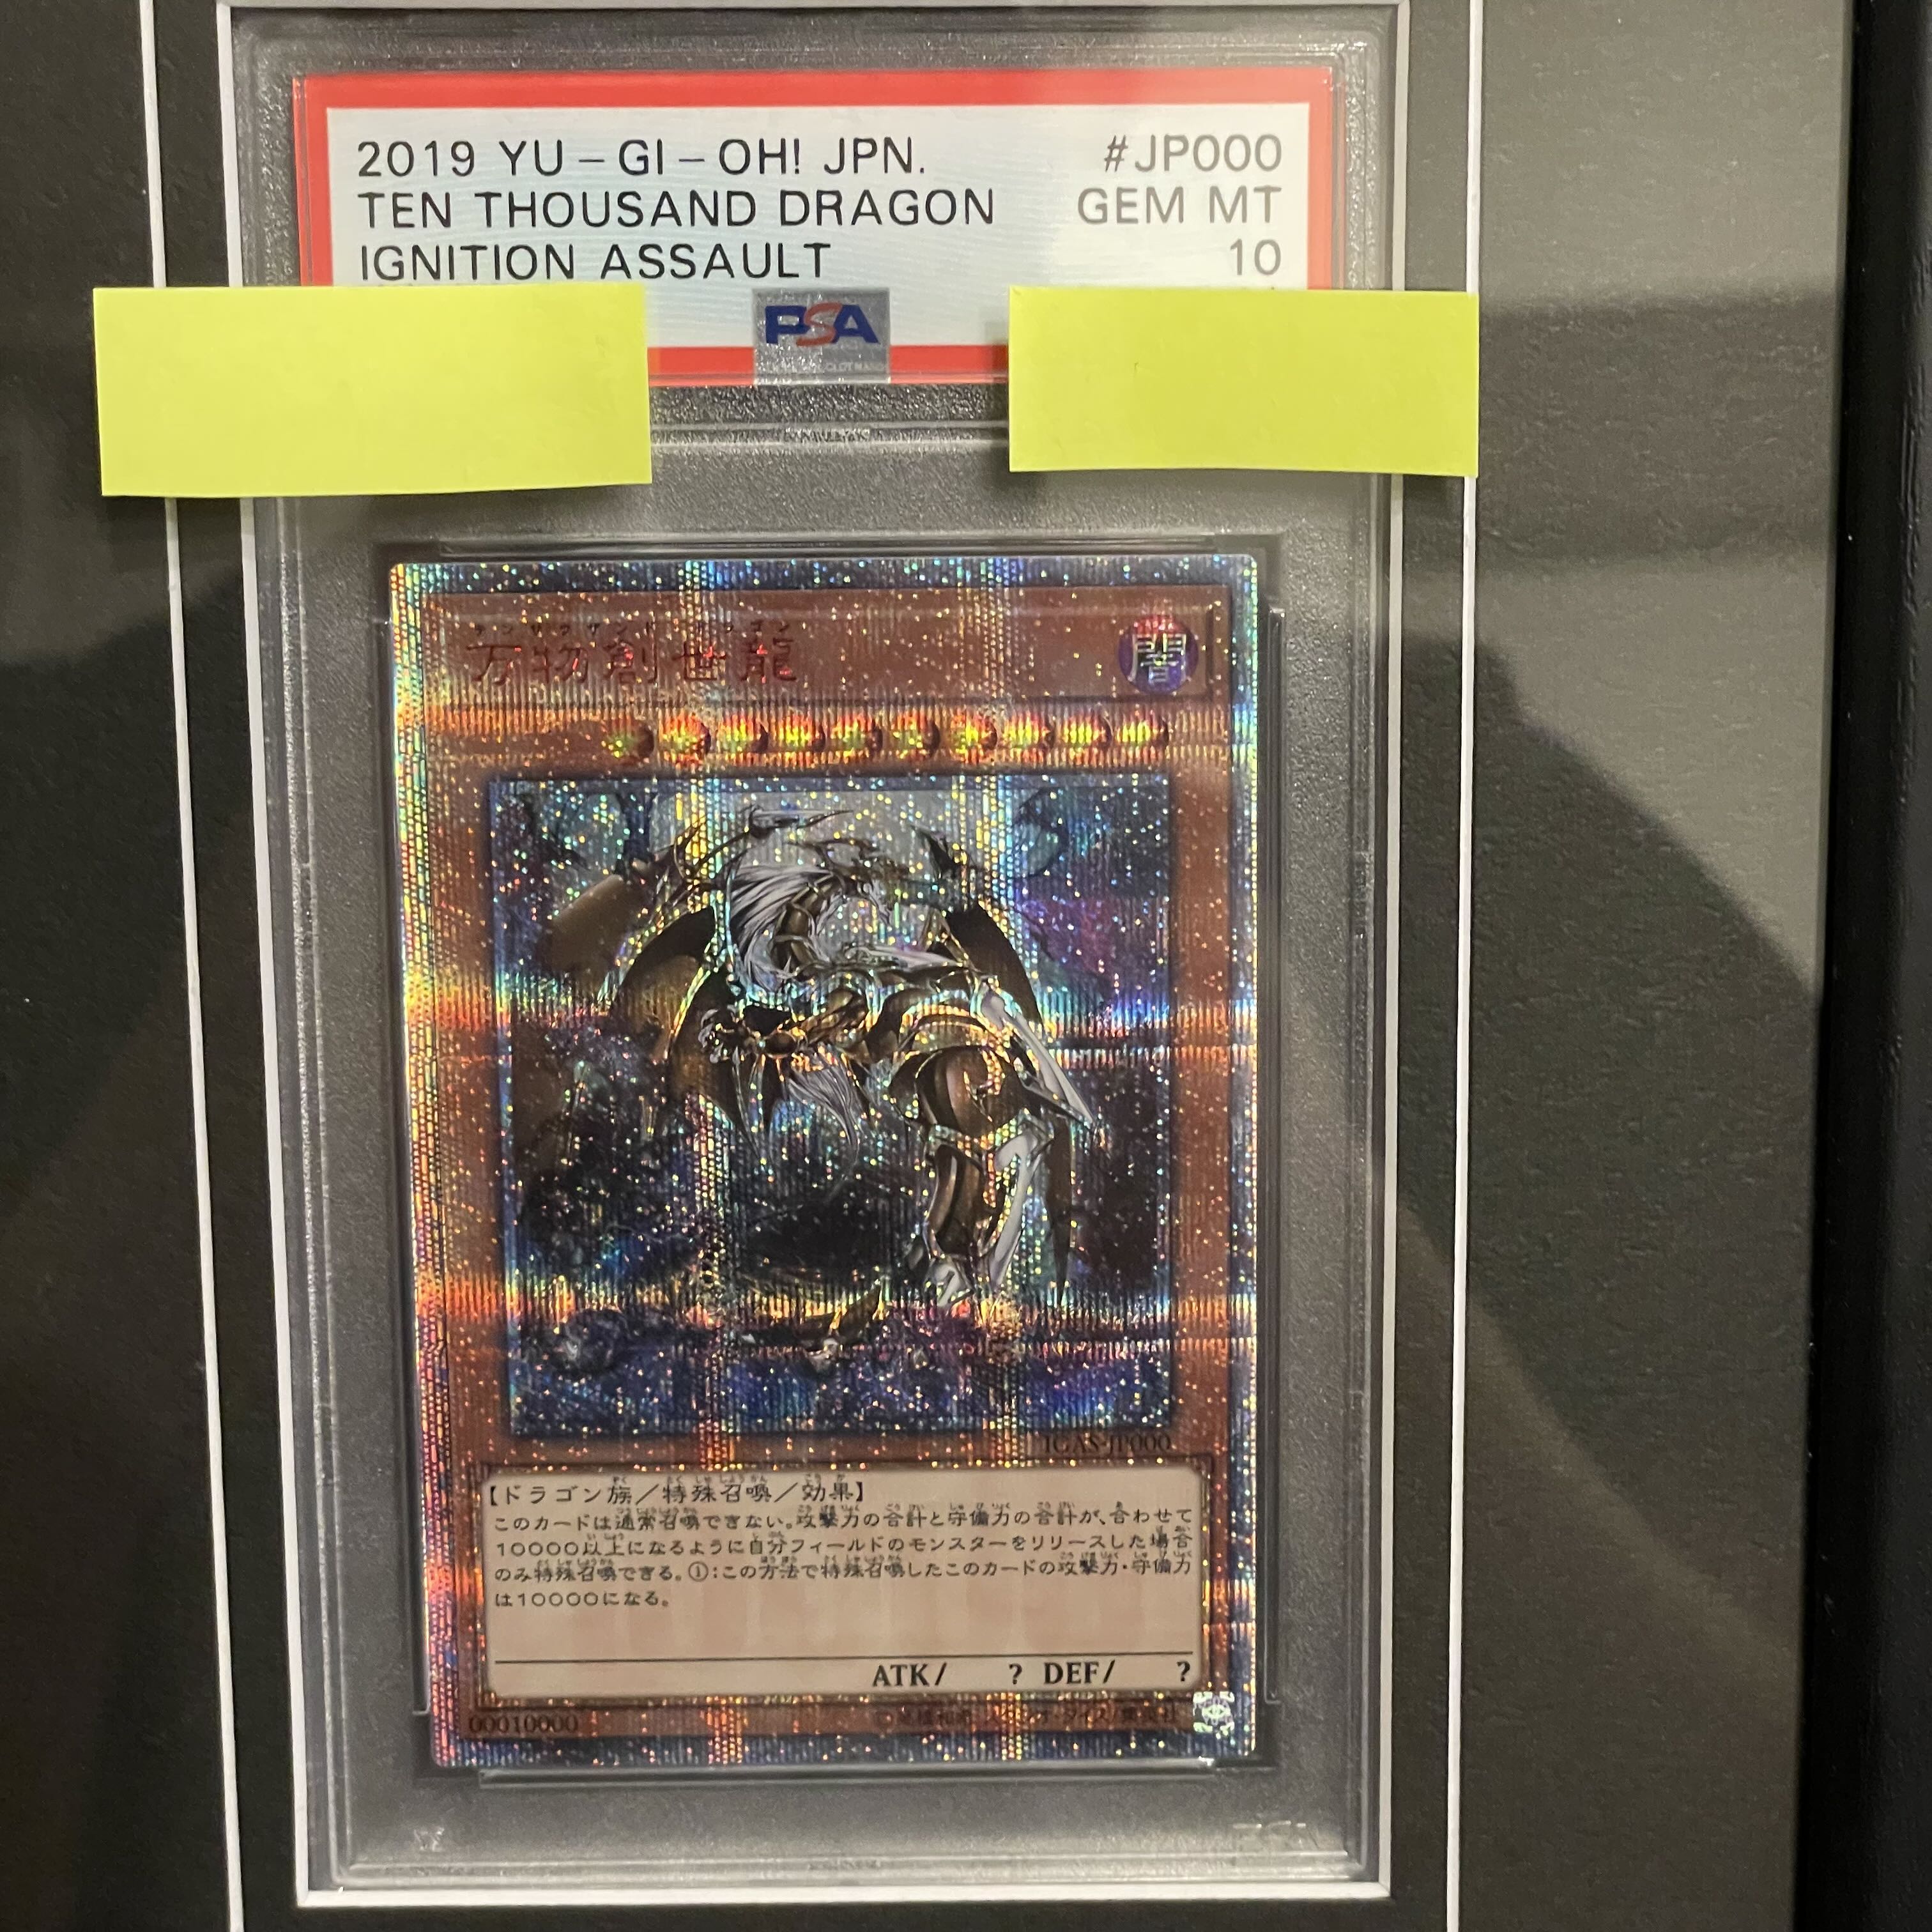 2019 YU-GI-OH! JPN. #JP000
TEN THOUSAND DRAGON GEM MT
IGNITION ASSAULT 10
PSA
万物創世龍
闇
IGAS-JP000
【ドラゴン族/特殊召喚/効果】
このカードは通常召喚できない。攻撃力の合計と守備力の合計が、合わせて
10000以上になるように自分フィールドのモンスターをリリースした場合
のみ特殊召喚できる。①:この方法で特殊召喚したこのカードの攻撃力・守備力
は10000になる。
ATK/ ? DEF/ ?
00010000